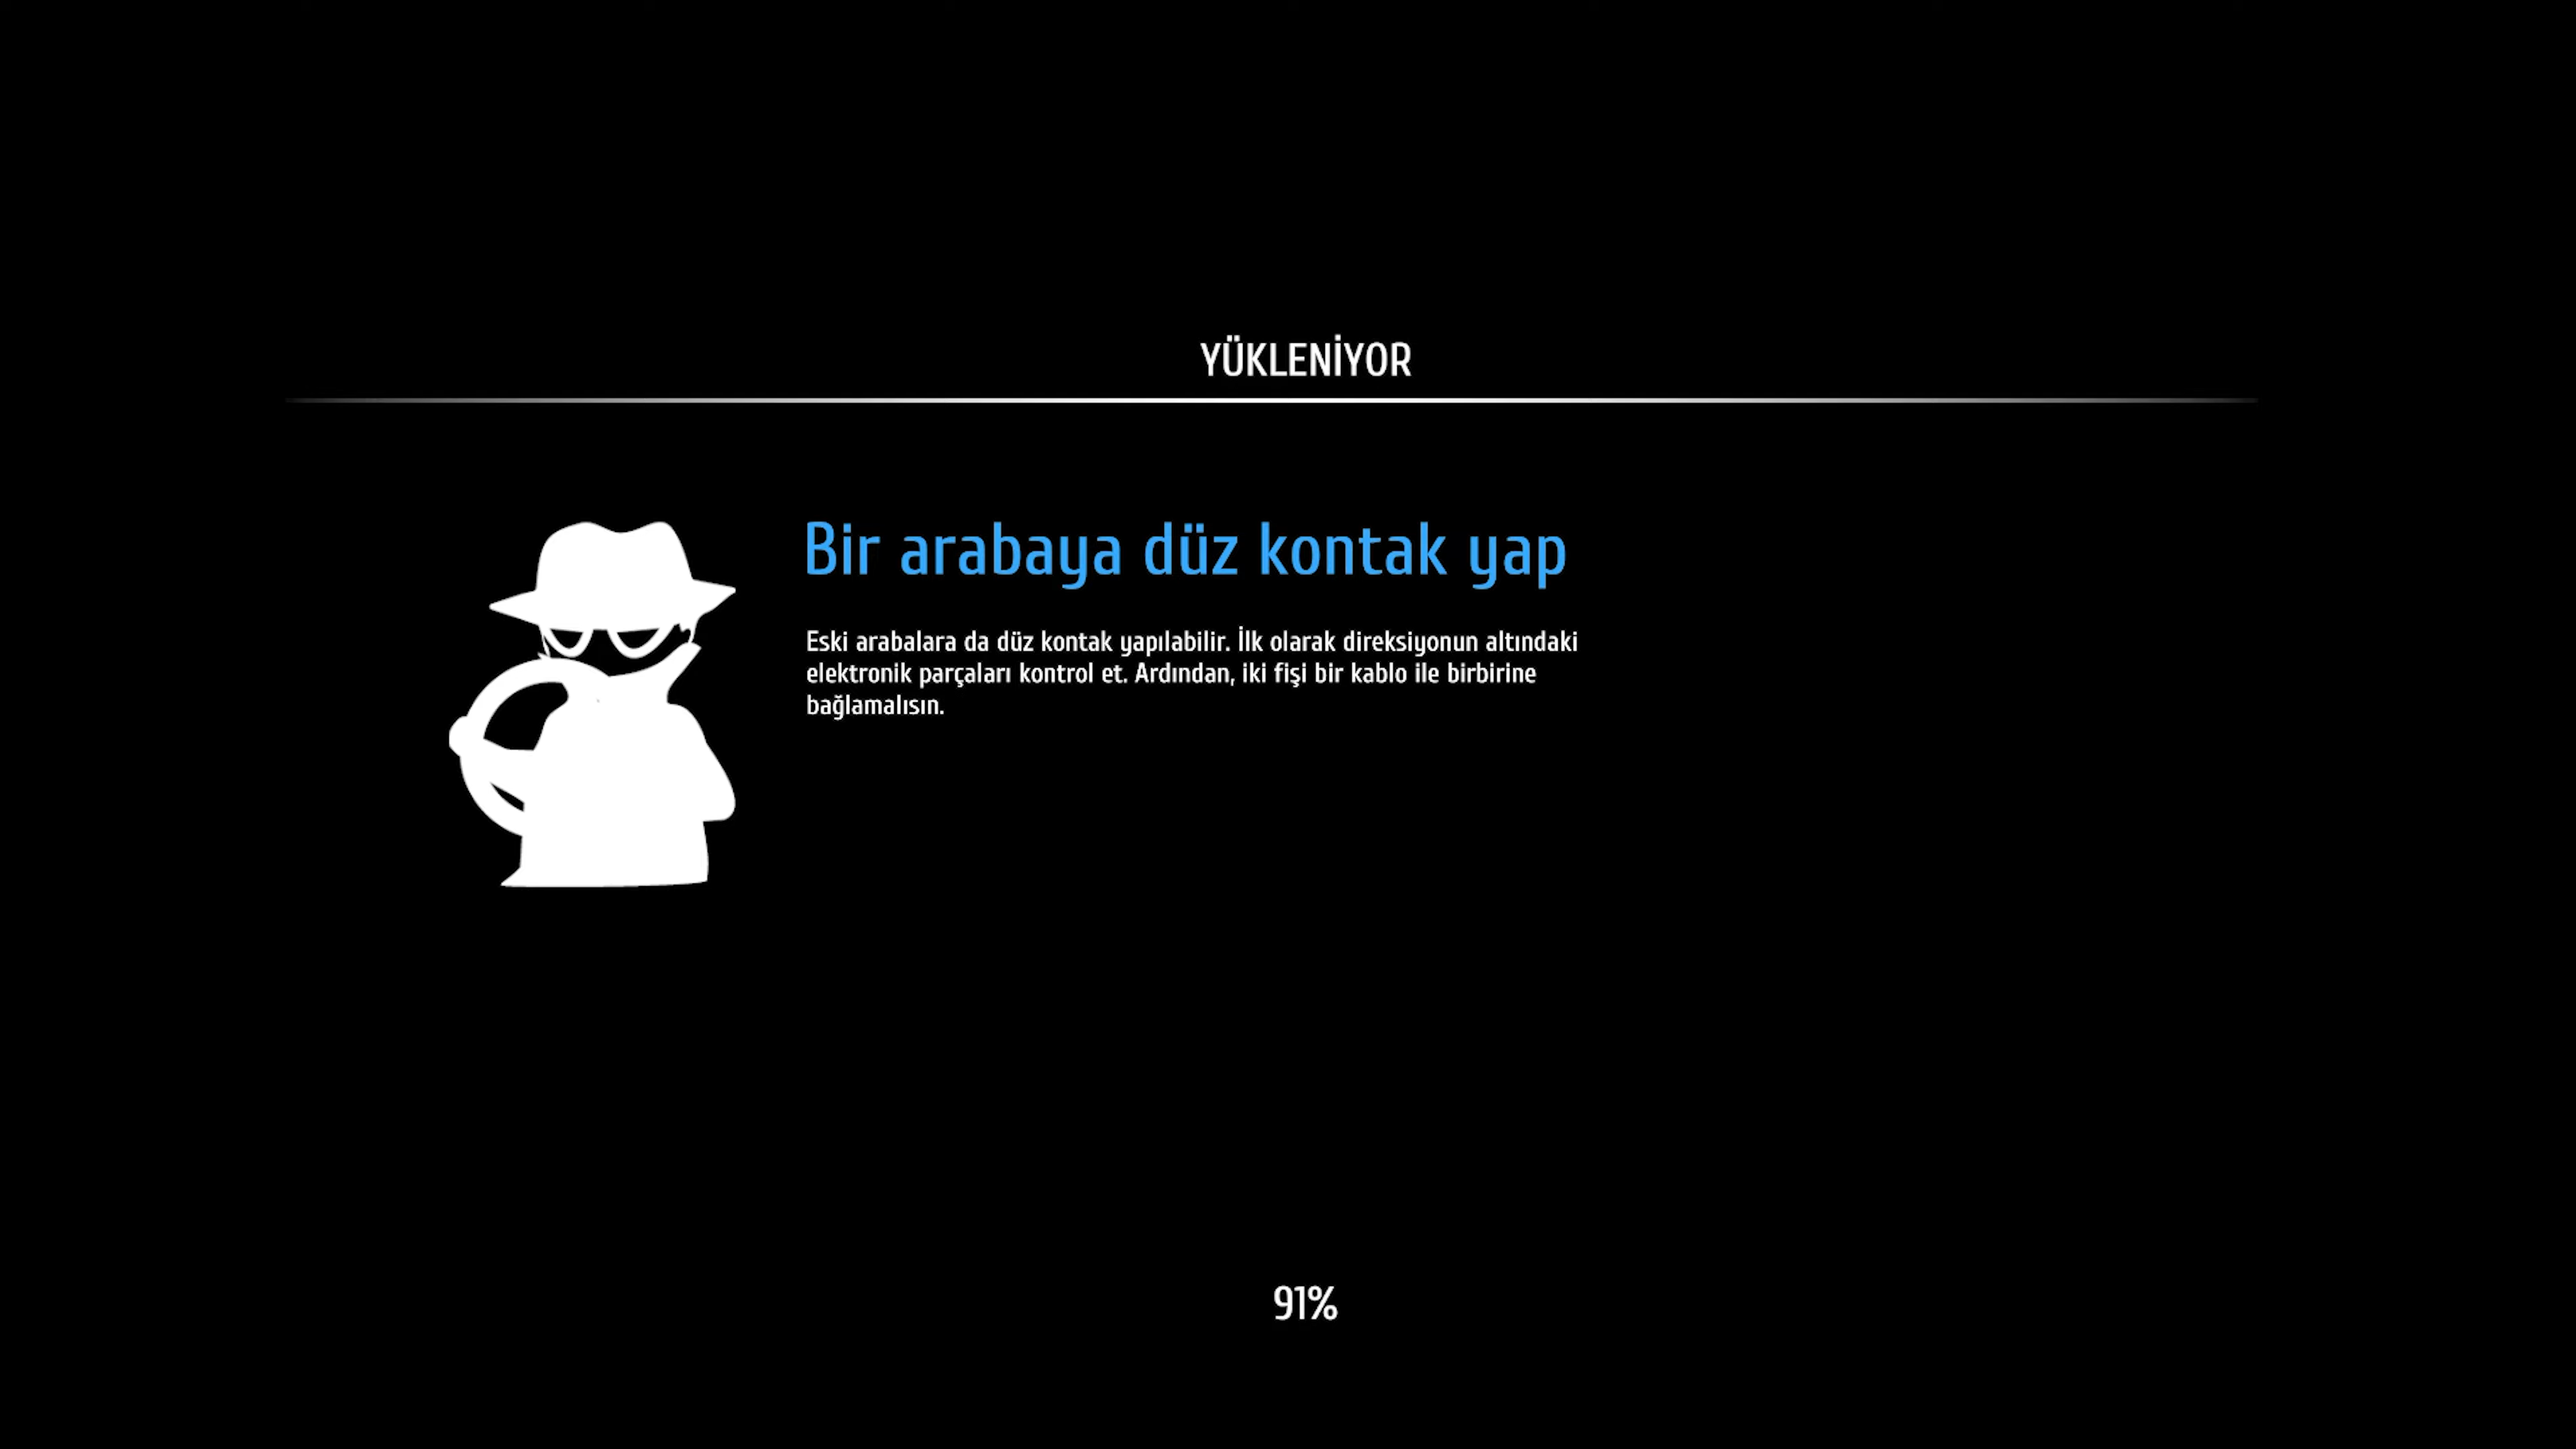 YÜKLENİYOR
Bir arabaya düz kontak yap
Eski arabalara da düz kontak yapılabilir. İlk olarak direksiyonun altındaki
elektronik parçaları kontrol et. Ardından, iki fişi bir kablo ile birbirine
bağlamalısın.
91%